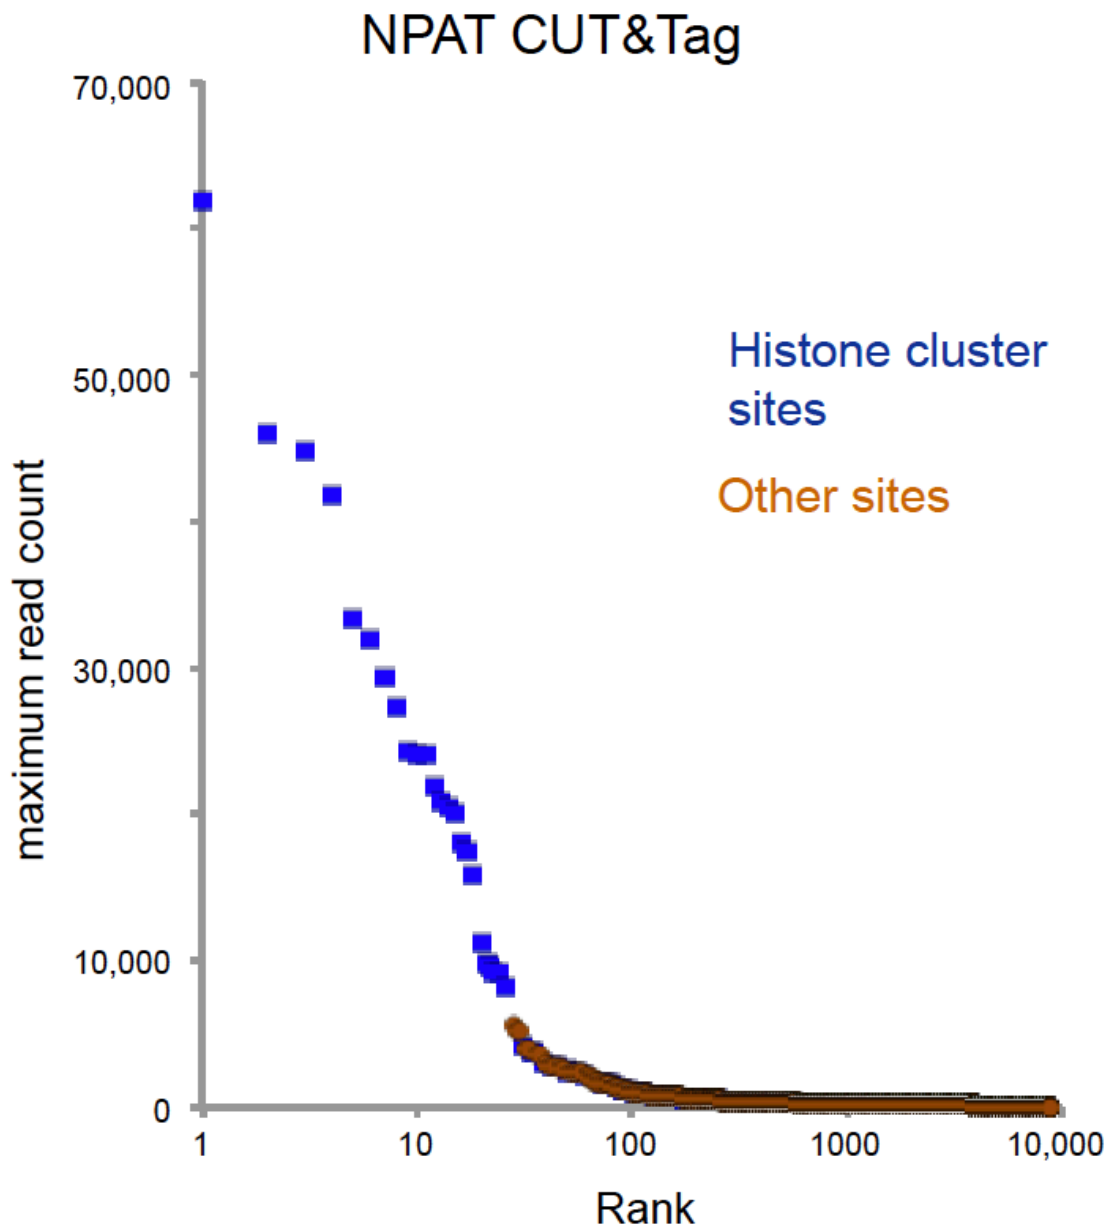 NPAT CUT&Tag
70,000
50,000
30,000
10,000
0
maximum read count
Histone cluster
sites
Other sites
1
10
100
1000
10,000
Rank